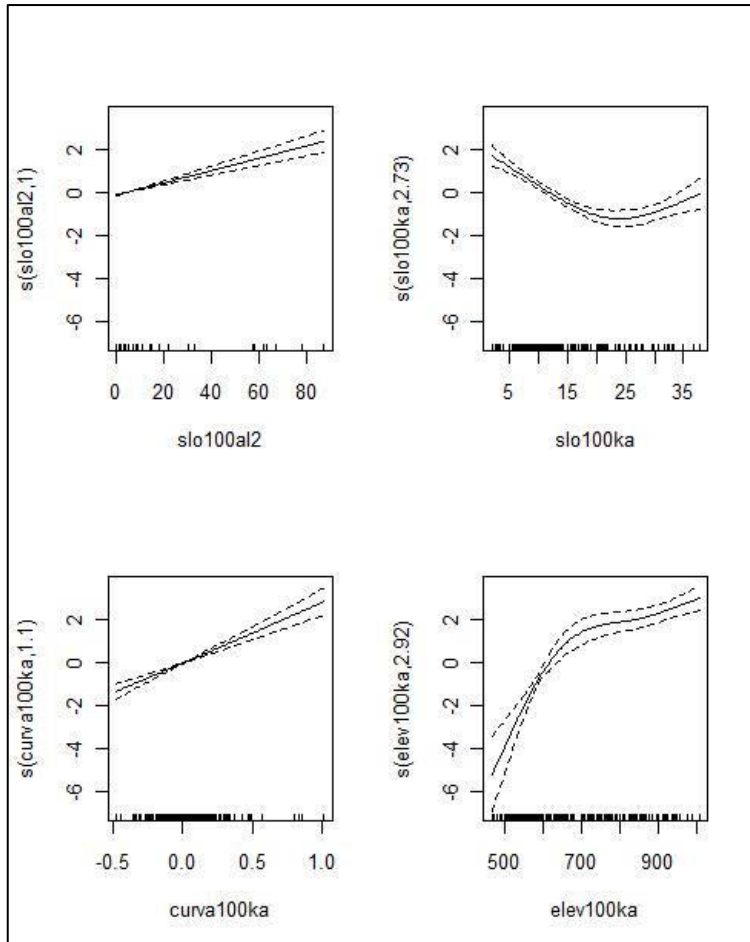 s(slo100al2,1)
2
0
-2
-4
-6
0 20 40 60 80
slo100al2
s(slo100ka,2.73)
2
0
-2
-4
-6
5 15 25 35
slo100ka
s(curva100ka,1.1)
2
0
-2
-4
-6
-0.5 0.0 0.5 1.0
curva100ka
s(elev100ka,2.92)
2
0
-2
-4
-6
500 700 900
elev100ka